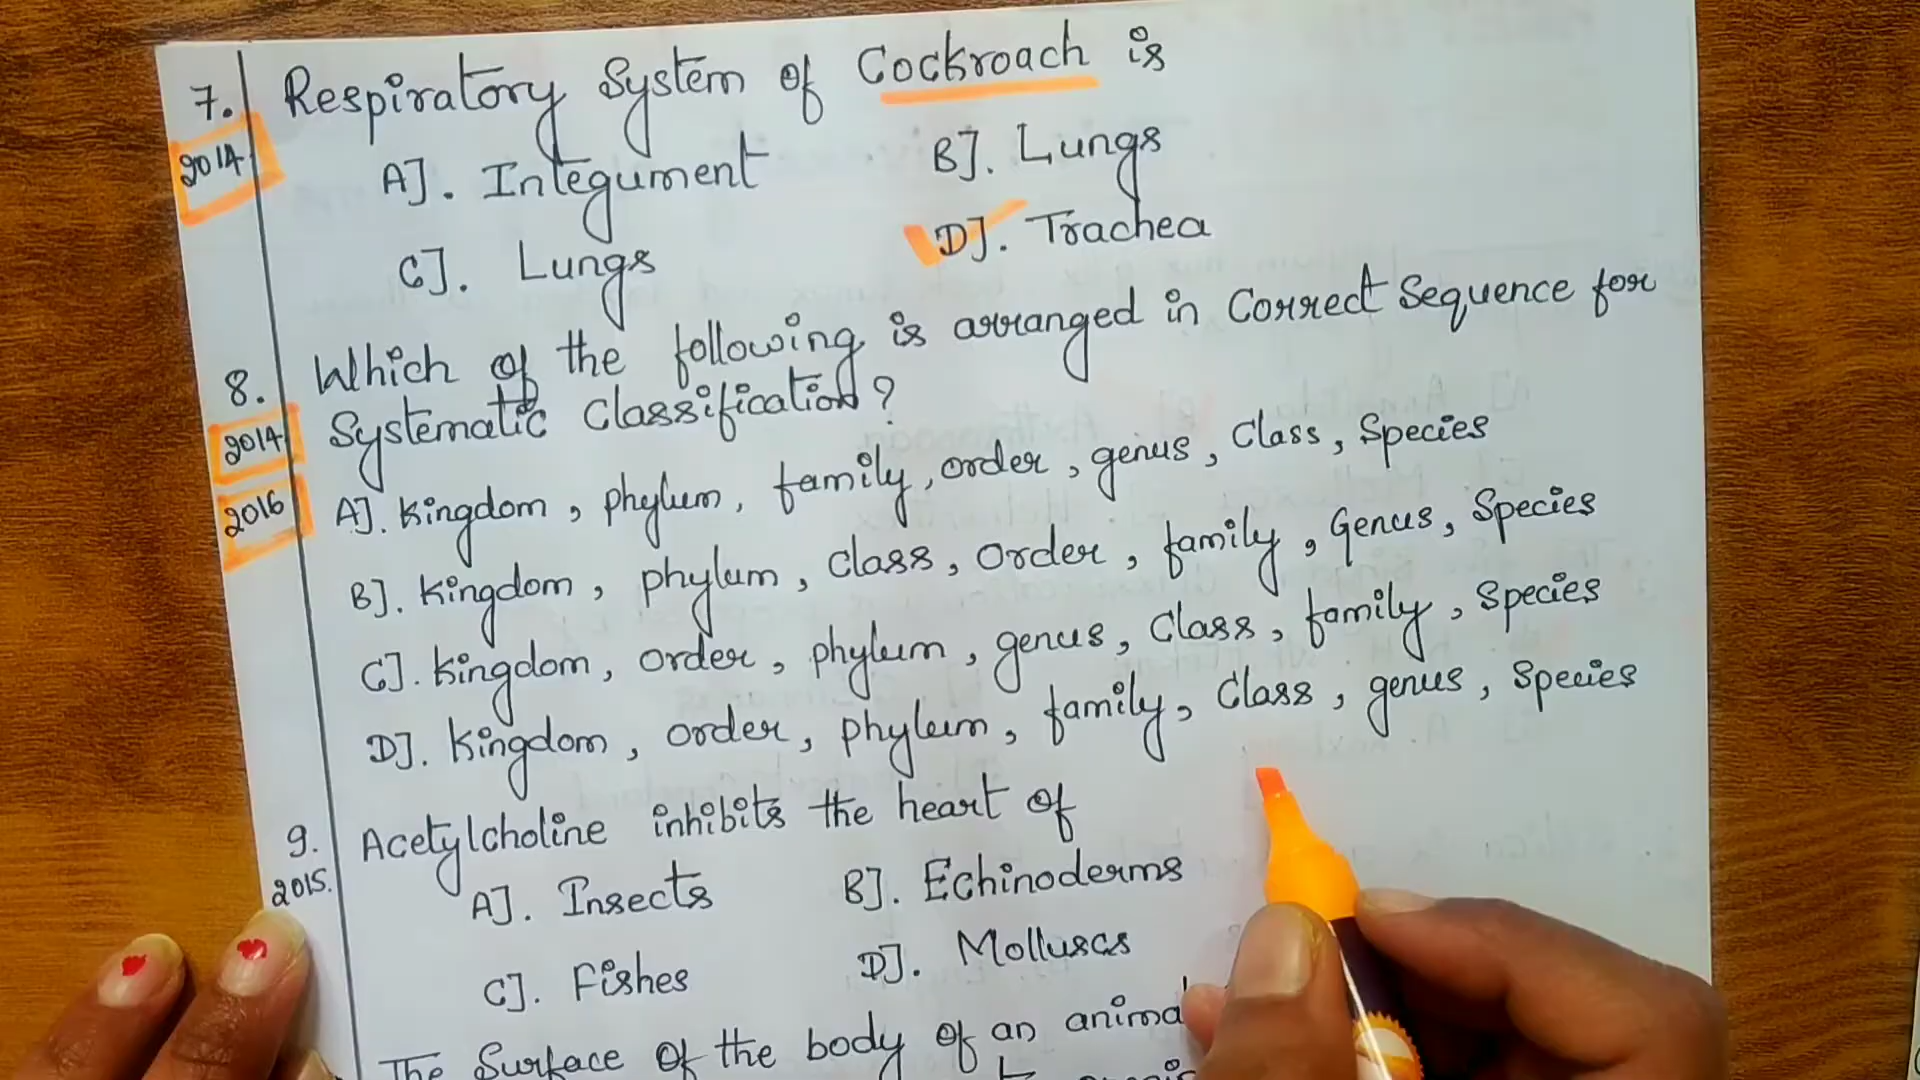 7. Respiratory System of Cockroach is
2014
A]. Integument B]. Lungs
C]. Lungs D]. Trachea
8. Which of the following is arranged in Correct Sequence for
2014 Systematic Classification?
2016 A]. Kingdom, phylum, family, order, genus, Class, Species
B]. Kingdom, phylum, Class, Order, family, Genus, Species
C]. Kingdom, order, phylum, genus, Class, family, Species
D]. Kingdom, order, phylum, family, Class, genus, Species
9. Acetylcholine inhibits the heart of
2015. A]. Insects B]. Echinoderms
C]. Fishes D]. Molluscs
The Surface of the body of an